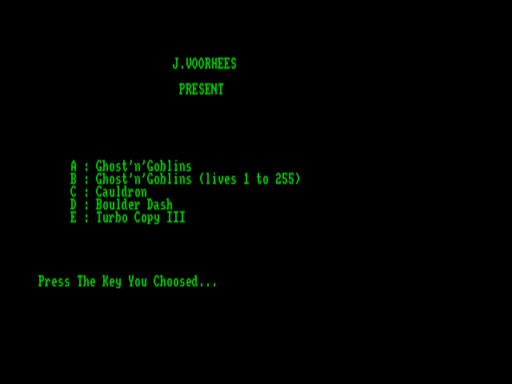 J.VOORHEES
PRESENT
A : Ghost'n'Goblins
B : Ghost'n'Goblins (lives 1 to 255)
C : Cauldron
D : Boulder Dash
E : Turbo Copy III
Press The Key You Choosed...